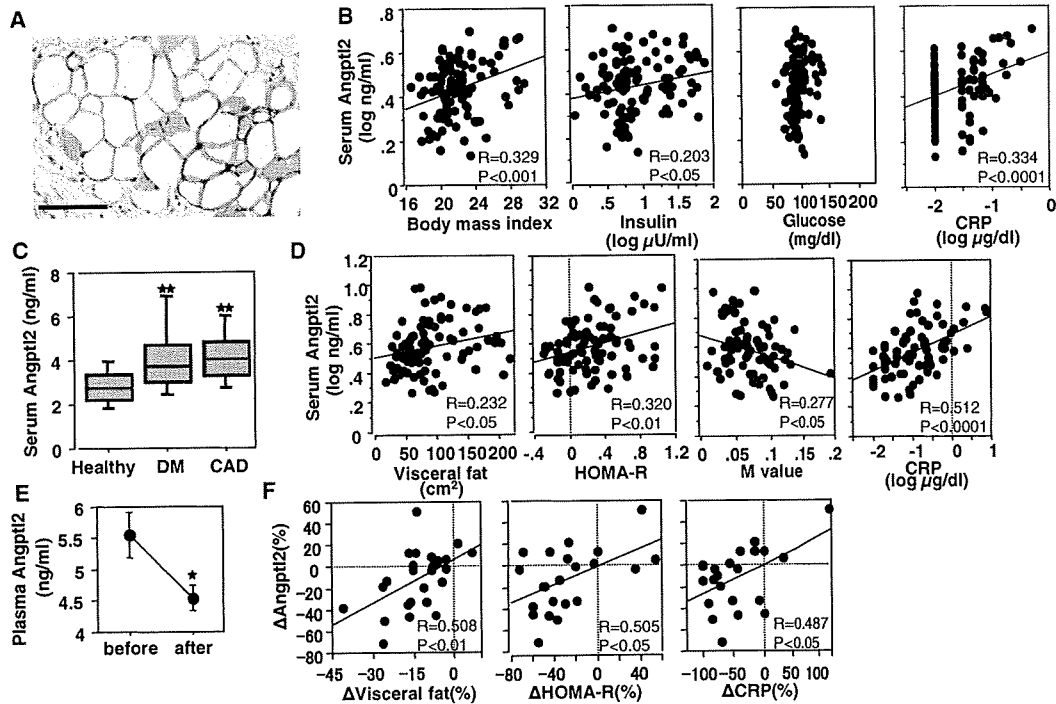 A
B
Serum Angptl2
(log ng/ml)
.8
.6
.4
.2
0
R=0.329
P<0.001
16 20 24 28 32
Body mass index
R=0.203
P<0.05
0 .5 1 1.5 2
Insulin
(log µU/ml)
0 50 100 150 200
Glucose
(mg/dl)
R=0.334
P<0.0001
-2 -1 0
CRP
(log µg/dl)
C
Serum Angptl2 (ng/ml)
8
6
4
2
0
★★
★★
Healthy DM CAD
D
Serum Angptl2
(log ng/ml)
1.2
1.0
.8
.6
.4
.2
0
R=0.232
P<0.05
0 50 100 150 200
Visceral fat
(cm²)
R=0.320
P<0.01
-.4 0 .4 .8 1.2
HOMA-R
R=0.277
P<0.05
0 .05 .1 .15 .2
M value
R=0.512
P<0.0001
-2 -1 0 1
CRP
(log µg/dl)
E
Plasma Angptl2
(ng/ml)
6
5.5
5
4.5
4
★
before after
F
ΔAngptl2(%)
60
40
20
0
−20
−40
−60
−80
R=0.508
P<0.01
−45 −30 −15 0
ΔVisceral fat(%)
R=0.505
P<0.05
−80 −40 0 40
ΔHOMA-R(%)
R=0.487
P<0.05
−100 −50 0 50 100
ΔCRP(%)